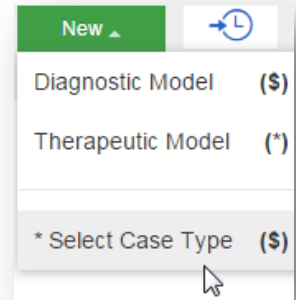 New
Diagnostic Model ($)
Therapeutic Model (*)
* Select Case Type ($)